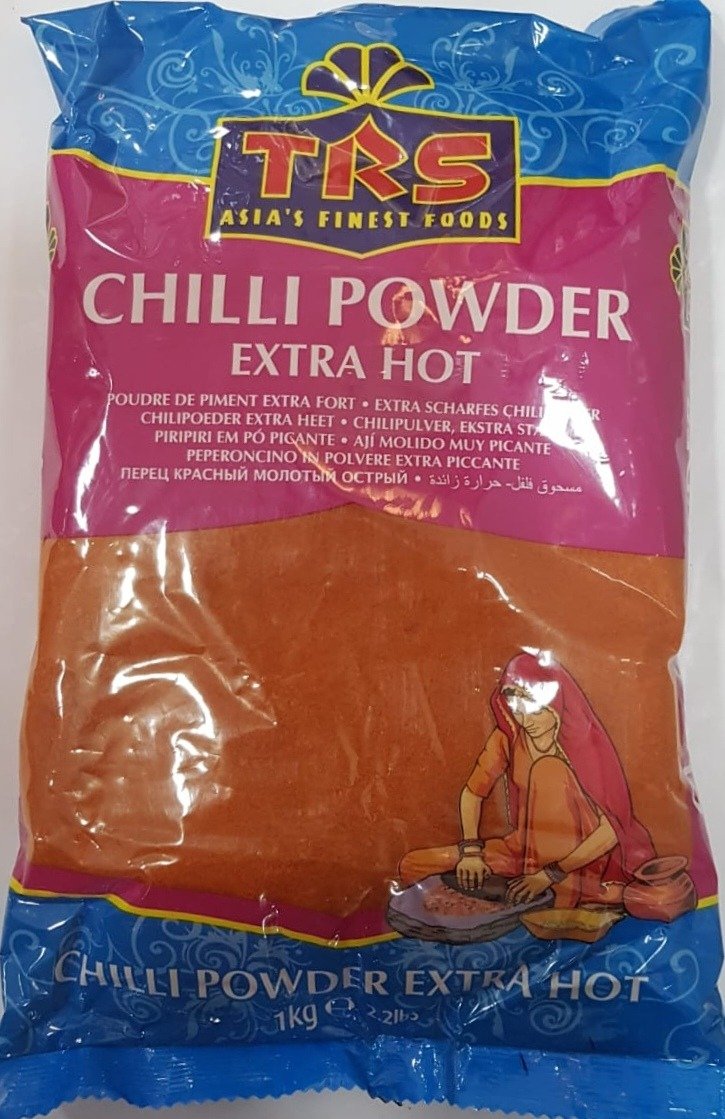 TRS
ASIA'S FINEST FOODS
CHILLI POWDER
EXTRA HOT
POUDRE DE PIMENT EXTRA FORT • EXTRA SCHARFES
CHILIPOEDER EXTRA HEET • CHILIPULVER, EKSTRA
PIRIPIRI EM PÓ PICANTE • AJÍ MOLIDO MUY PICANTE
PEPERONCINO IN POLVERE EXTRA PICCANTE
ПЕРЕЦ КРАСНЫЙ МОЛОТЫЙ ОСТРЫЙ • مسحوق فلفل- حرارة زائدة
CHILLI POWDER EXTRA HOT
1kg ℮ 2.2lbs